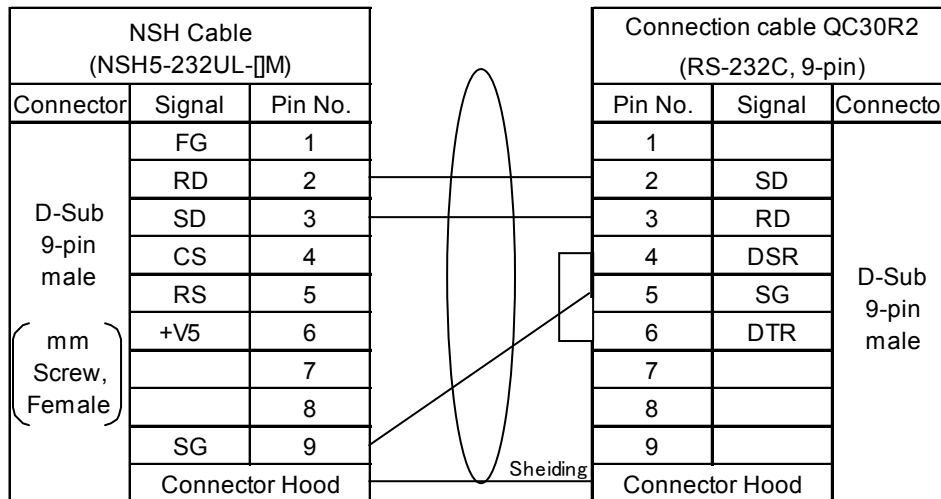 NSH Cable
(NSH5-232UL-[]M)
Connector Signal Pin No.
FG 1
RD 2
SD 3
CS 4
RS 5
+V5 6
7
8
SG 9
Connector Hood
D-Sub
9-pin
male
mm
Screw,
Female
Sheiding
Connection cable QC30R2
(RS-232C, 9-pin)
Pin No. Signal Connecto
1
2 SD
3 RD
4 DSR
5 SG
6 DTR
7
8
9
Connector Hood
D-Sub
9-pin
male